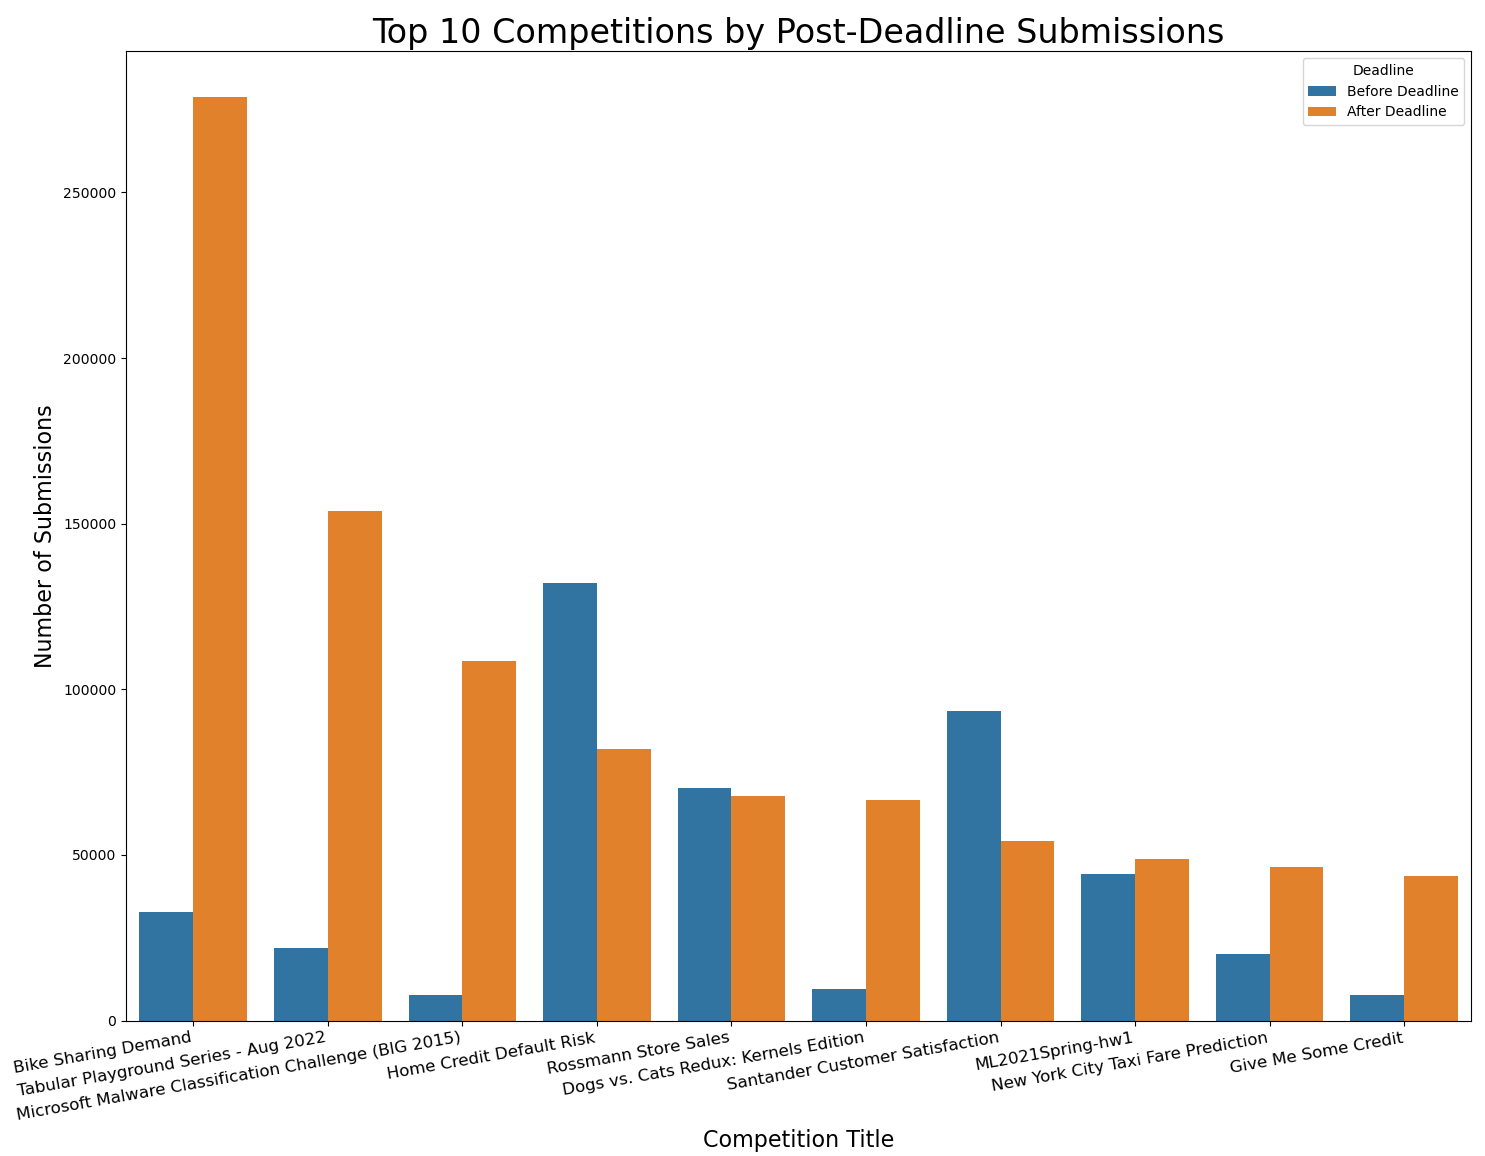 Top 10 Competitions by Post-Deadline Submissions
Deadline
Before Deadline
After Deadline
Number of Submissions
250000
200000
150000
100000
50000
0
Bike Sharing Demand
Tabular Playground Series - Aug 2022
Microsoft Malware Classification Challenge (BIG 2015)
Home Credit Default Risk
Rossmann Store Sales
Dogs vs. Cats Redux: Kernels Edition
Santander Customer Satisfaction
ML2021Spring-hw1
New York City Taxi Fare Prediction
Give Me Some Credit
Competition Title